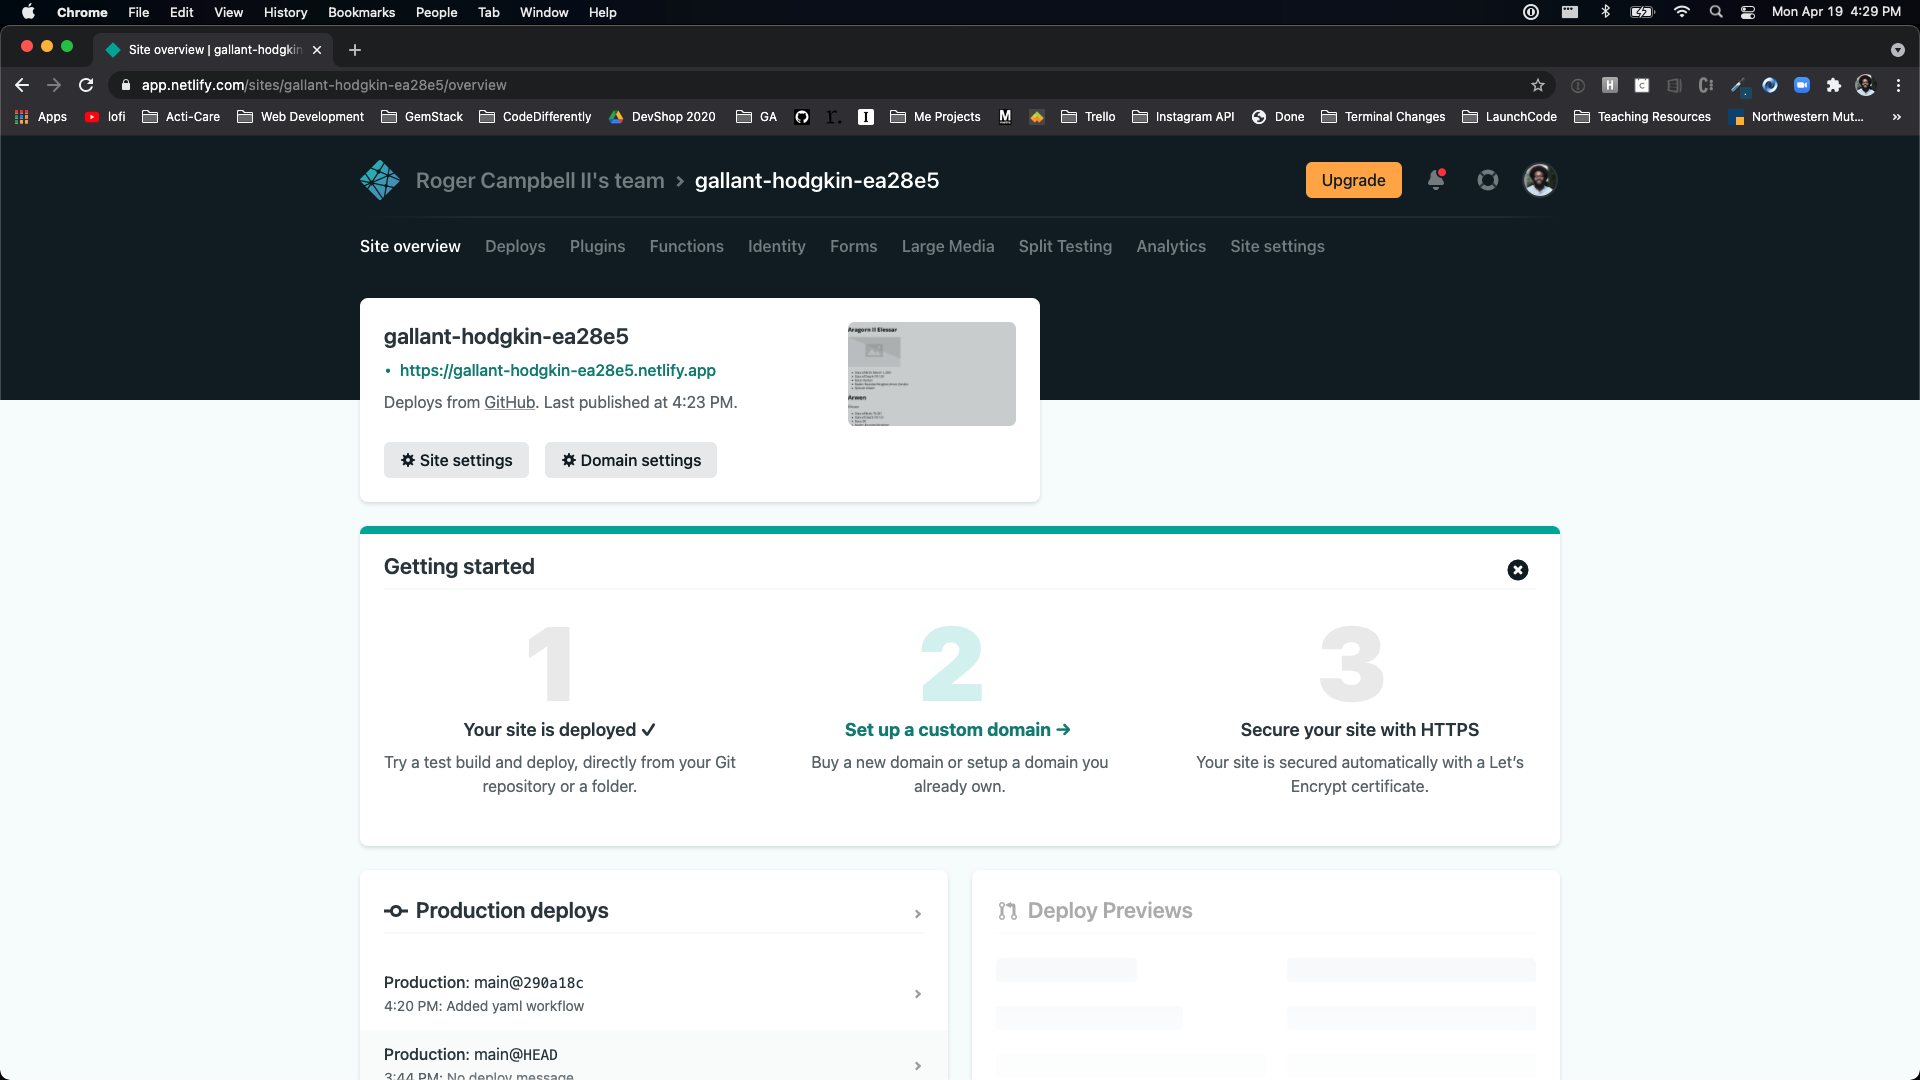 Chrome File Edit View History Bookmarks People Tab Window Help Mon Apr 19 4:29 PM
Site overview | gallant-hodgkin
app.netlify.com/sites/gallant-hodgkin-ea28e5/overview
Apps lofi Acti-Care Web Development GemStack CodeDifferently DevShop 2020 GA r. I Me Projects M Trello Instagram API Done Terminal Changes LaunchCode Teaching Resources Northwestern Mut... »
Roger Campbell II's team > gallant-hodgkin-ea28e5 Upgrade
Site overview Deploys Plugins Functions Identity Forms Large Media Split Testing Analytics Site settings
gallant-hodgkin-ea28e5
• https://gallant-hodgkin-ea28e5.netlify.app
Deploys from GitHub. Last published at 4:23 PM.
Aragorn II Elessar
Arwen
Site settings Domain settings
Getting started
1 2 3
Your site is deployed ✓ Set up a custom domain → Secure your site with HTTPS
Try a test build and deploy, directly from your Git Buy a new domain or setup a domain you Your site is secured automatically with a Let’s
repository or a folder. already own. Encrypt certificate.
Production deploys Deploy Previews
Production: main@290a18c
4:20 PM: Added yaml workflow
Production: main@HEAD
3:44 PM: No deploy message